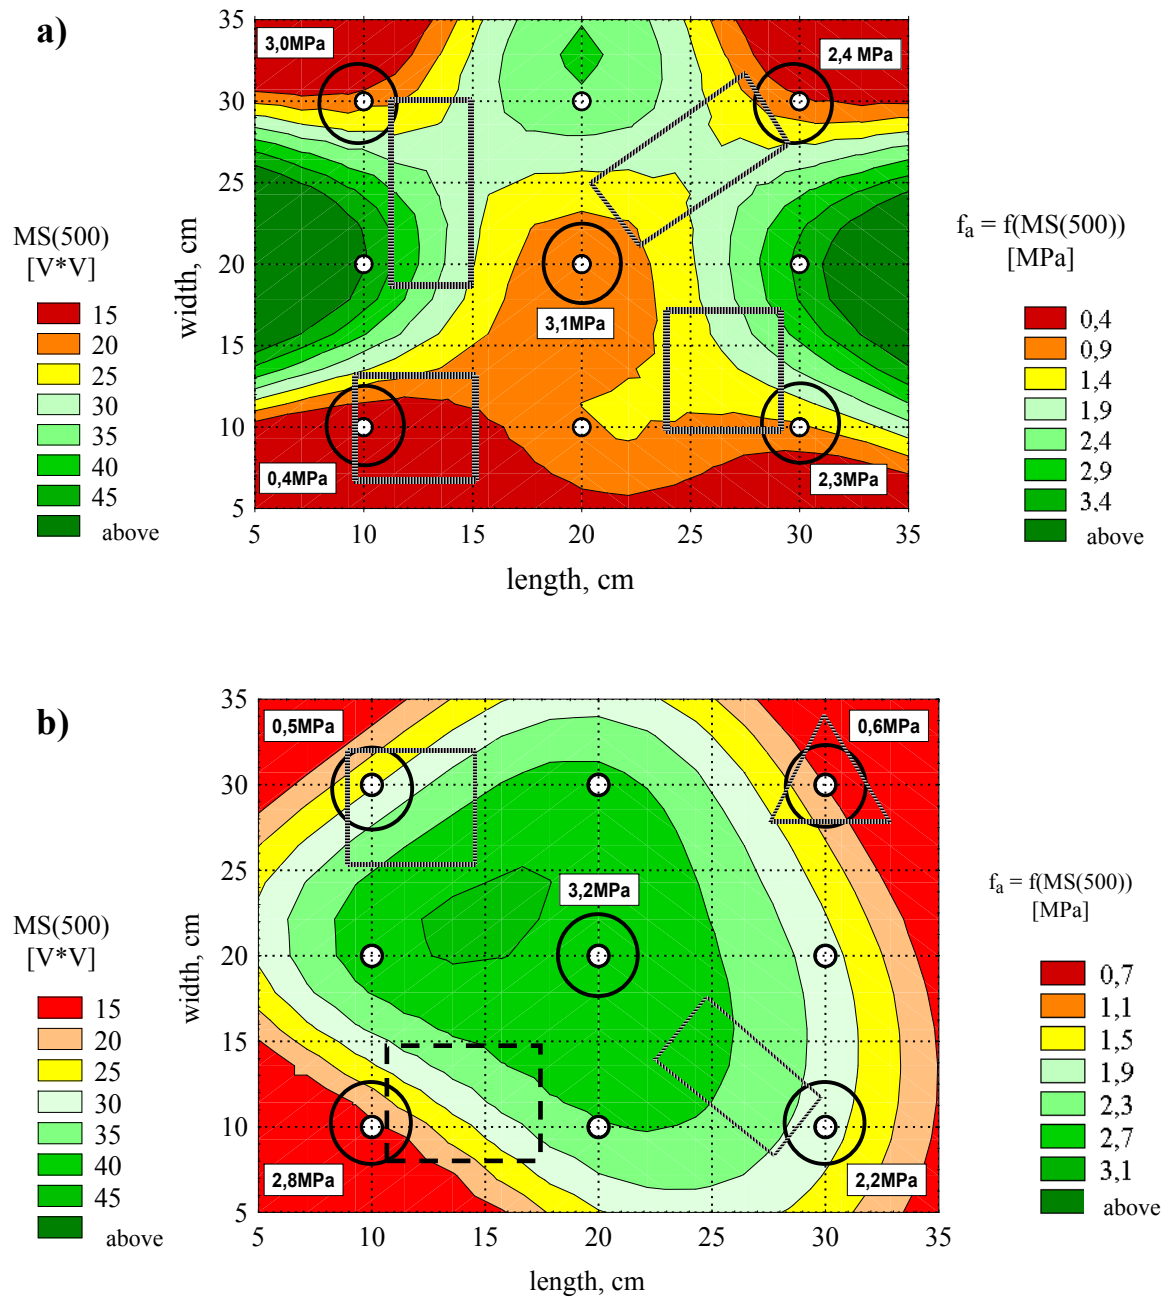 a)
35
3,0MPa
2,4 MPa
30
25
MS(500)
[V*V]
width, cm
20
f_a = f(MS(500))
[MPa]
15
20
25
30
35
40
45
above
3,1MPa
15
0,4
0,9
1,4
1,9
2,4
2,9
3,4
above
10
0,4MPa
2,3MPa
5
5
10
15
20
25
30
35
length, cm
b)
35
0,5MPa
0,6MPa
30
25
3,2MPa
MS(500)
[V*V]
width, cm
20
f_a = f(MS(500))
[MPa]
15
20
25
30
35
40
45
above
15
0,7
1,1
1,5
1,9
2,3
2,7
3,1
above
10
2,8MPa
2,2MPa
5
5
10
15
20
25
30
35
length, cm